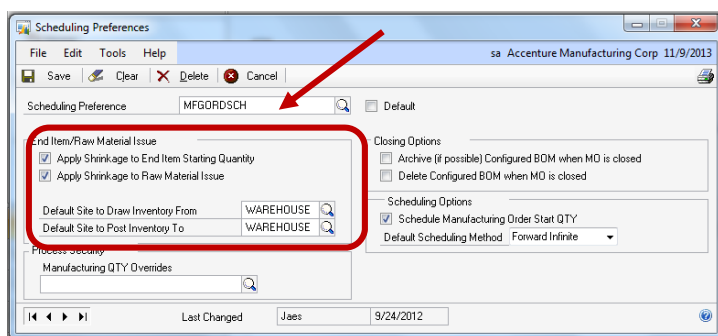 Scheduling Preferences
File Edit Tools Help sa Accenture Manufacturing Corp 11/9/2013
Save Clear Delete Cancel
Scheduling Preference MFGORDSCH Default
End Item/Raw Material Issue Closing Options
Apply Shrinkage to End Item Starting Quantity Archive (if possible) Configured BOM when MO is closed
Apply Shrinkage to Raw Material Issue Delete Configured BOM when MO is closed
Scheduling Options
Default Site to Draw Inventory From WAREHOUSE Schedule Manufacturing Order Start QTY
Default Site to Post Inventory To WAREHOUSE Default Scheduling Method Forward Infinite
Process Security
Manufacturing QTY Overrides
Last Changed Jaes 9/24/2012